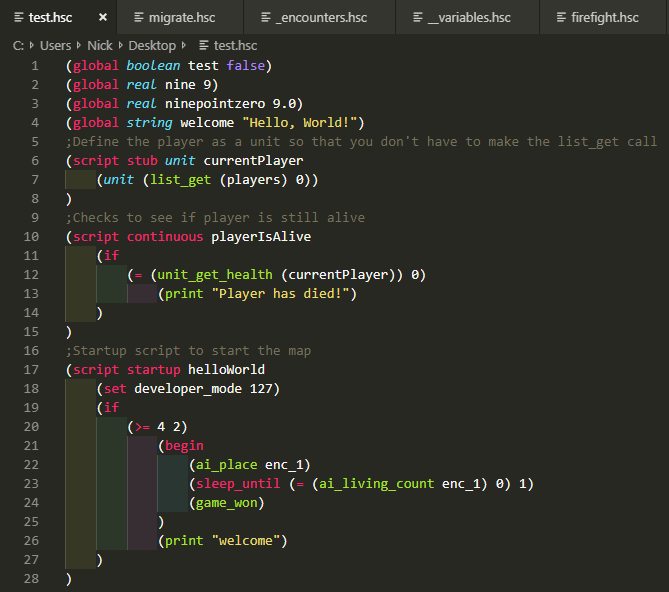 test.hsc × migrate.hsc _encounters.hsc __variables.hsc firefight.hsc
C: > Users > Nick > Desktop > test.hsc
1 (global boolean test false)
2 (global real nine 9)
3 (global real ninepointzero 9.0)
4 (global string welcome "Hello, World!")
5 ;Define the player as a unit so that you don't have to make the list_get call
6 (script stub unit currentPlayer
7     (unit (list_get (players) 0))
8 )
9 ;Checks to see if player is still alive
10 (script continuous playerIsAlive
11     (if
12         (= (unit_get_health (currentPlayer)) 0)
13             (print "Player has died!")
14     )
15 )
16 ;Startup script to start the map
17 (script startup helloWorld
18     (set developer_mode 127)
19     (if
20         (>= 4 2)
21             (begin
22                 (ai_place enc_1)
23                 (sleep_until (= (ai_living_count enc_1) 0) 1)
24                 (game_won)
25             )
26             (print "welcome")
27     )
28 )